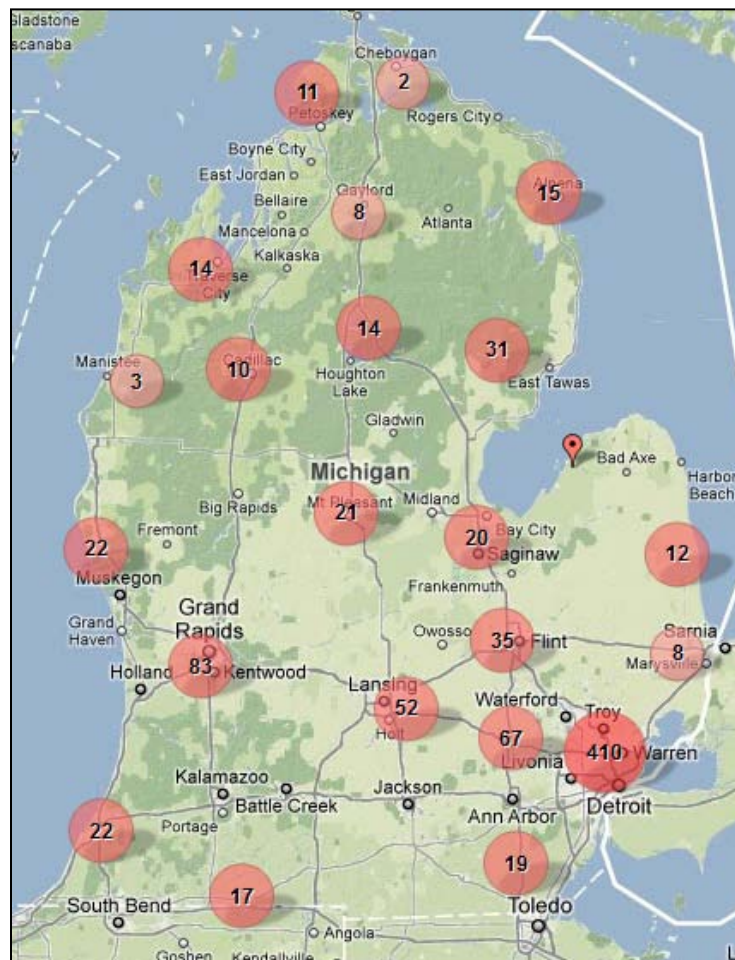 Gladstone
scanaba
Cheboygan
11
2
Petoskey
Rogers City
Boyne City
East Jordan
Alpena
15
Gaylord
Bellaire
8
Atlanta
Mancelona
Kalkaska
14
Traverse
City
14
31
Manistee
Cadillac
10
3
Houghton
Lake
East Tawas
Gladwin
Michigan
Bad Axe
Harbor
Beach
Big Rapids
Mt Pleasant
21
Midland
Bay City
Fremont
22
20
Saginaw
12
Muskegon
Frankenmuth
Grand
Rapids
Grand
Haven
Owosso
35
Flint
Sarnia
8
Marysville
83
Kentwood
Holland
Lansing
52
Holt
Waterford
Troy
67
410
Warren
Livonia
Kalamazoo
Battle Creek
Jackson
Detroit
Portage
Ann Arbor
22
19
17
South Bend
Toledo
Angola
Goshen
Kendallville
L